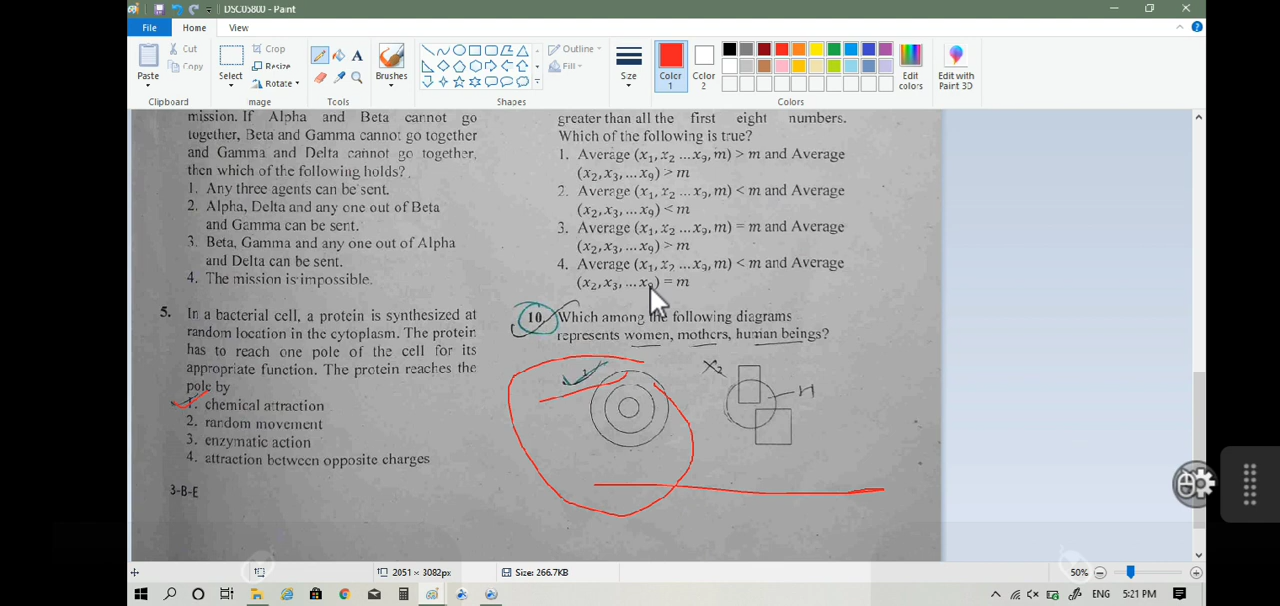 DSC05800 - Paint
File
Home
View
Paste
Cut
Copy
Clipboard
Select
Crop
Resize
Rotate
mage
A
Tools
Brushes
Shapes
Outline
Fill
Size
Color
1
Color
2
Edit
colors
Colors
Edit with
Paint 3D
mission. If Alpha and Beta cannot go
together, Beta and Gamma cannot go together
and Gamma and Delta cannot go together,
then which of the following holds?
1. Any three agents can be sent.
2. Alpha, Delta and any one out of Beta
and Gamma can be sent.
3. Beta, Gamma and any one out of Alpha
and Delta can be sent.
4. The mission is impossible.
5. In a bacterial cell, a protein is synthesized at
random location in the cytoplasm. The protein
has to reach one pole of the cell for its
appropriate function. The protein reaches the
pole by
1. chemical attraction
2. random movement
3. enzymatic action
4. attraction between opposite charges
3-B-E
greater than all the first eight numbers.
Which of the following is true?
1. Average (x₁, x₂ ...x₉, m) > m and Average
(x₂, x₃, ...x₉) > m
2. Average (x₁, x₂ ...x₉, m) < m and Average
(x₂, x₃, ...x₉) < m
3. Average (x₁, x₂ ...x₉, m) = m and Average
(x₂, x₃, ...x₉) > m
4. Average (x₁, x₂ ...x₉, m) < m and Average
(x₂, x₃, ...x₉) = m
10. Which among the following diagrams
represents women, mothers, human beings?
1
2
H
2051 × 3082px
Size: 266.7KB
50%
ENG
5:21 PM